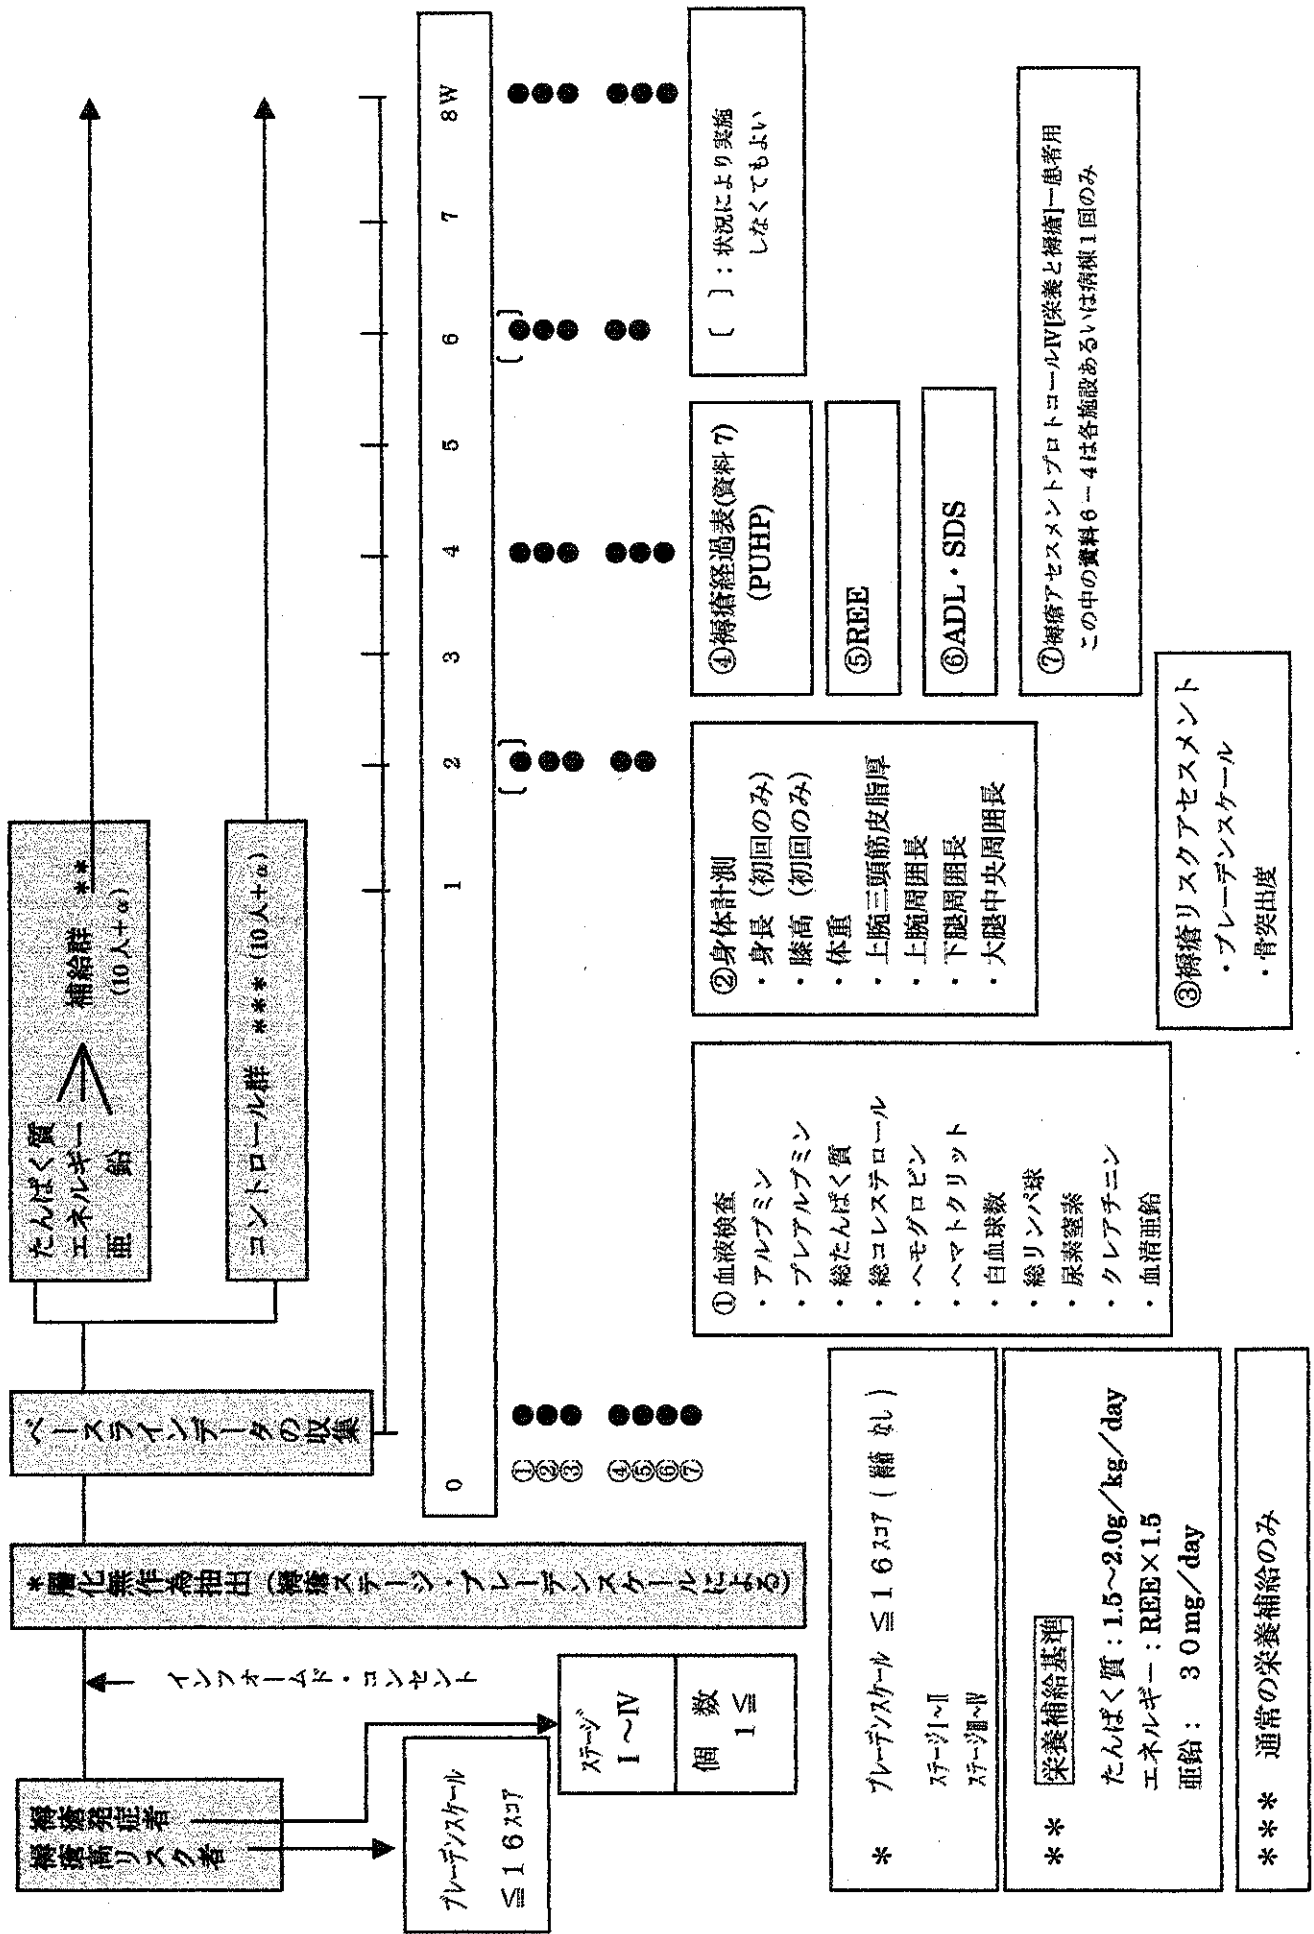 褥瘡発症者
褥瘡高リスク者
ブレーデンスケール
≦16スコア
ステージ
I～IV
個 数
1≦
インフォームド・コンセント
*層化無作為抽出（褥瘡ステージ・ブレーデンスケールによる）
ベースラインデータの収集
たんぱく質
エネルギー
亜 鉛
補給群 **
(10人+α)
コントロール群 *** (10人+α)
0 1 2 3 4 5 6 7 8W
①
②
③
④
⑤
⑥
⑦
[ ]
[ ]
* ブレーデンスケール ≦16スコア（褥瘡なし）
ステージI～II
ステージIII～IV
** 栄養補給基準
たんぱく質：1.5～2.0g／kg／day
エネルギー：REE×1.5
亜鉛： 30mg／day
*** 通常の栄養補給のみ
①血液検査
・アルブミン
・プレアルブミン
・総たんぱく質
・総コレステロール
・ヘモグロビン
・ヘマトクリット
・白血球数
・総リンパ球
・尿素窒素
・クレアチニン
・血清亜鉛
②身体計測
・身長（初回のみ）
・膝高（初回のみ）
・体重
・上腕三頭筋皮脂厚
・上腕周囲長
・下腿周囲長
・大腿中央周囲長
③褥瘡リスクアセスメント
・ブレーデンスケール
・骨突出度
④褥瘡経過表(資料7)
(PUHP)
⑤REE
⑥ADL・SDS
⑦褥瘡アセスメントプロトコールIV[栄養と褥瘡]－患者用
この中の資料6－4は各施設あるいは病棟1回のみ
[ ]：状況により実施
しなくてもよい